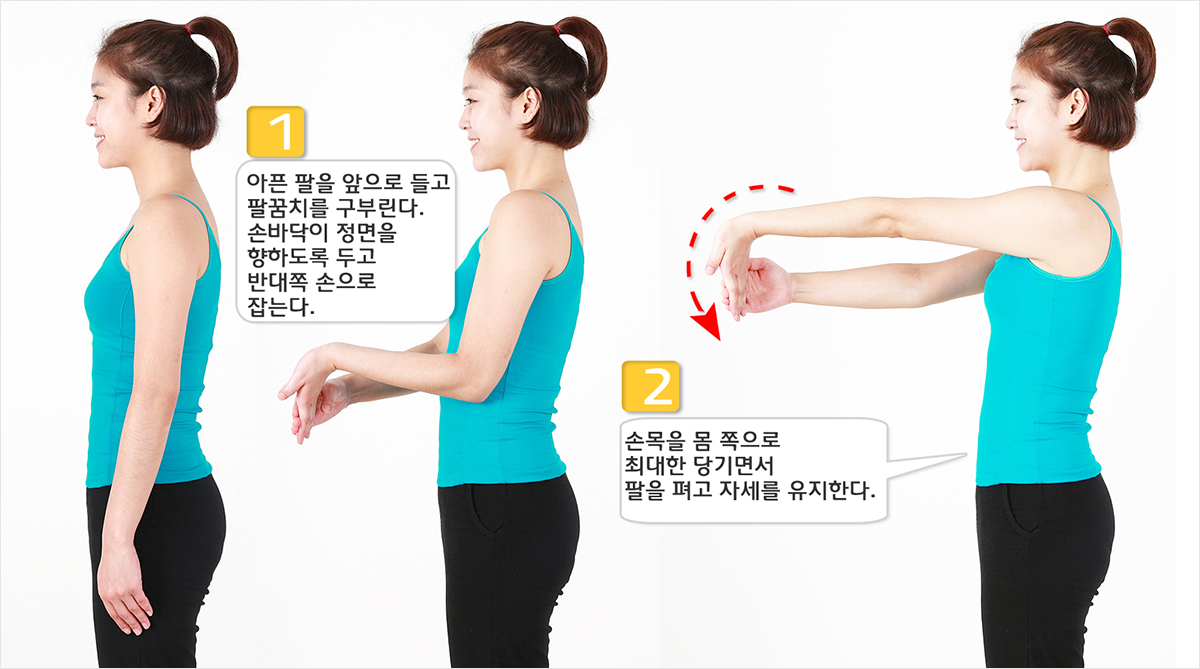 1
아픈 팔을 앞으로 들고
팔꿈치를 구부린다.
손바닥이 정면을
향하도록 두고
반대쪽 손으로
잡는다.
2
손목을 몸 쪽으로
최대한 당기면서
팔을 펴고 자세를 유지한다.